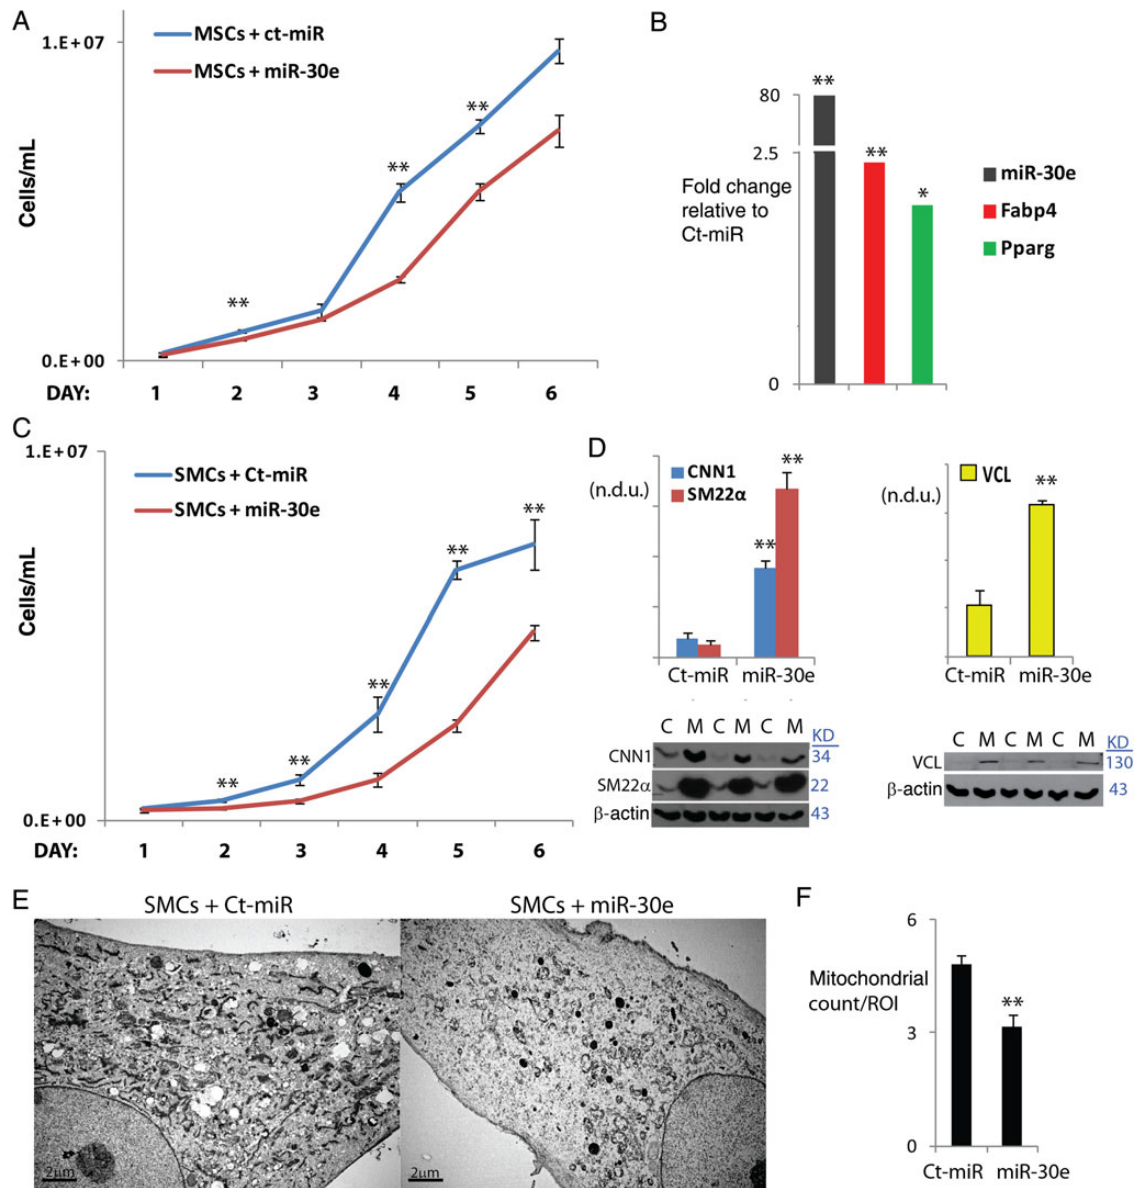 A
1.E+07
MSCs + ct-miR
MSCs + miR-30e
Cells/mL
**
**
**
0.E+00
DAY: 1 2 3 4 5 6
B
**
80
2.5
**
*
Fold change
relative to
Ct-miR
0
miR-30e
Fabp4
Pparg
C
1.E+07
SMCs + Ct-miR
SMCs + miR-30e
Cells/mL
**
**
**
**
**
0.E+00
DAY: 1 2 3 4 5 6
D
(n.d.u.)
CNN1
SM22α
**
**
Ct-miR miR-30e
C M C M C M
KD
CNN1 34
SM22α 22
β-actin 43
(n.d.u.)
VCL
**
Ct-miR miR-30e
C M C M C M
KD
VCL 130
β-actin 43
E
SMCs + Ct-miR
SMCs + miR-30e
2μm
2μm
F
6
Mitochondrial
count/ROI
**
3
0
Ct-miR miR-30e